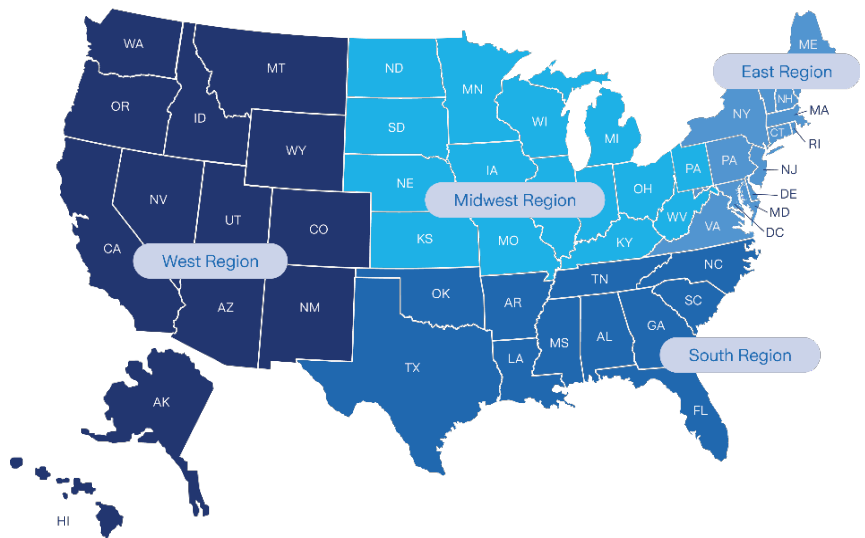 WA
MT
ND
MN
ME
East Region
OR
ID
SD
WI
MI
NY
NH
MA
CT
RI
WY
NE
IA
OH
PA
PA
NJ
NV
UT
CO
Midwest Region
WV
DE
MD
VA
DC
CA
West Region
KS
MO
KY
AZ
NM
OK
AR
TN
NC
SC
TX
LA
MS
AL
GA
South Region
FL
AK
HI